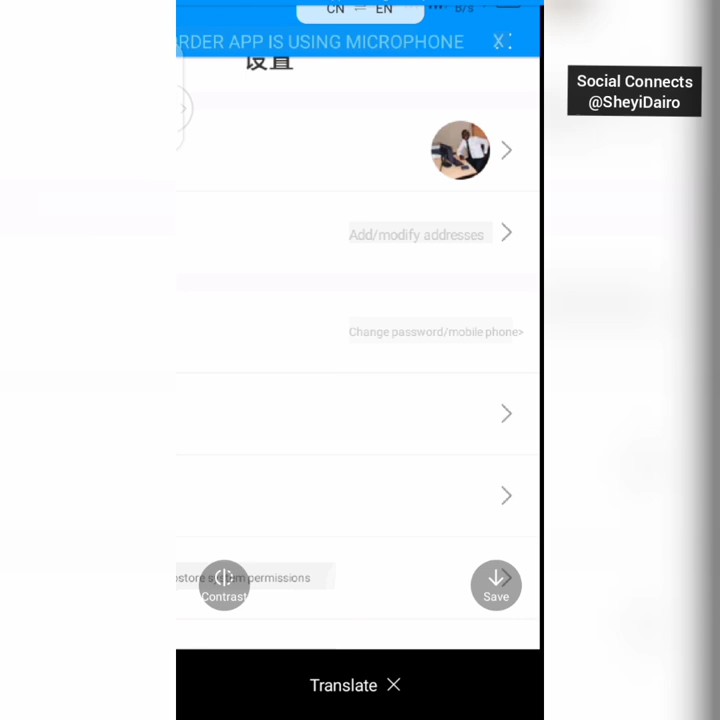 CN EN
B/s
RDER APP IS USING MICROPHONE X
设置
Social Connects
@SheyiDairo
Add/modify addresses
Change password/mobile phone>
permissions
Contrast
Save
Translate X